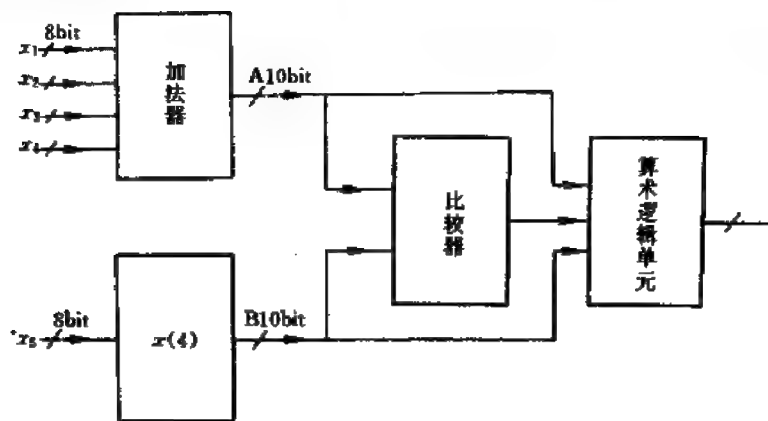 8bit
x₁
x₂
x₃
x₄
加法器
A10bit
比较器
算术逻辑单元
x₅
8bit
x(4)
B10bit